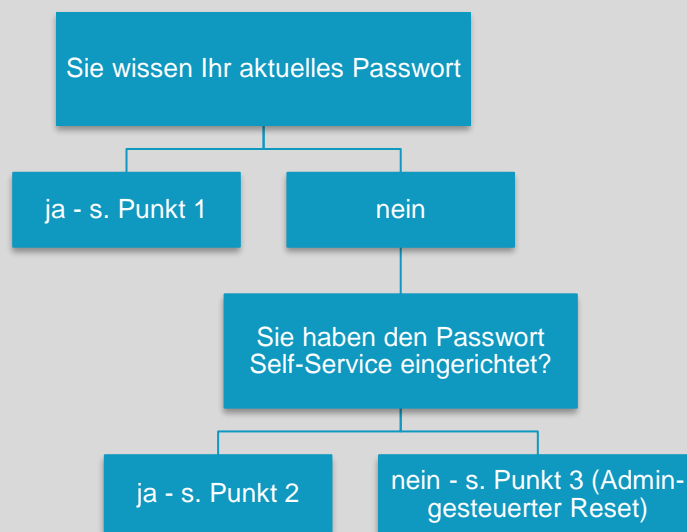 Sie wissen Ihr aktuelles Passwort
ja - s. Punkt 1
nein
Sie haben den Passwort
Self-Service eingerichtet?
ja - s. Punkt 2
nein - s. Punkt 3 (Admin-
gesteuerter Reset)